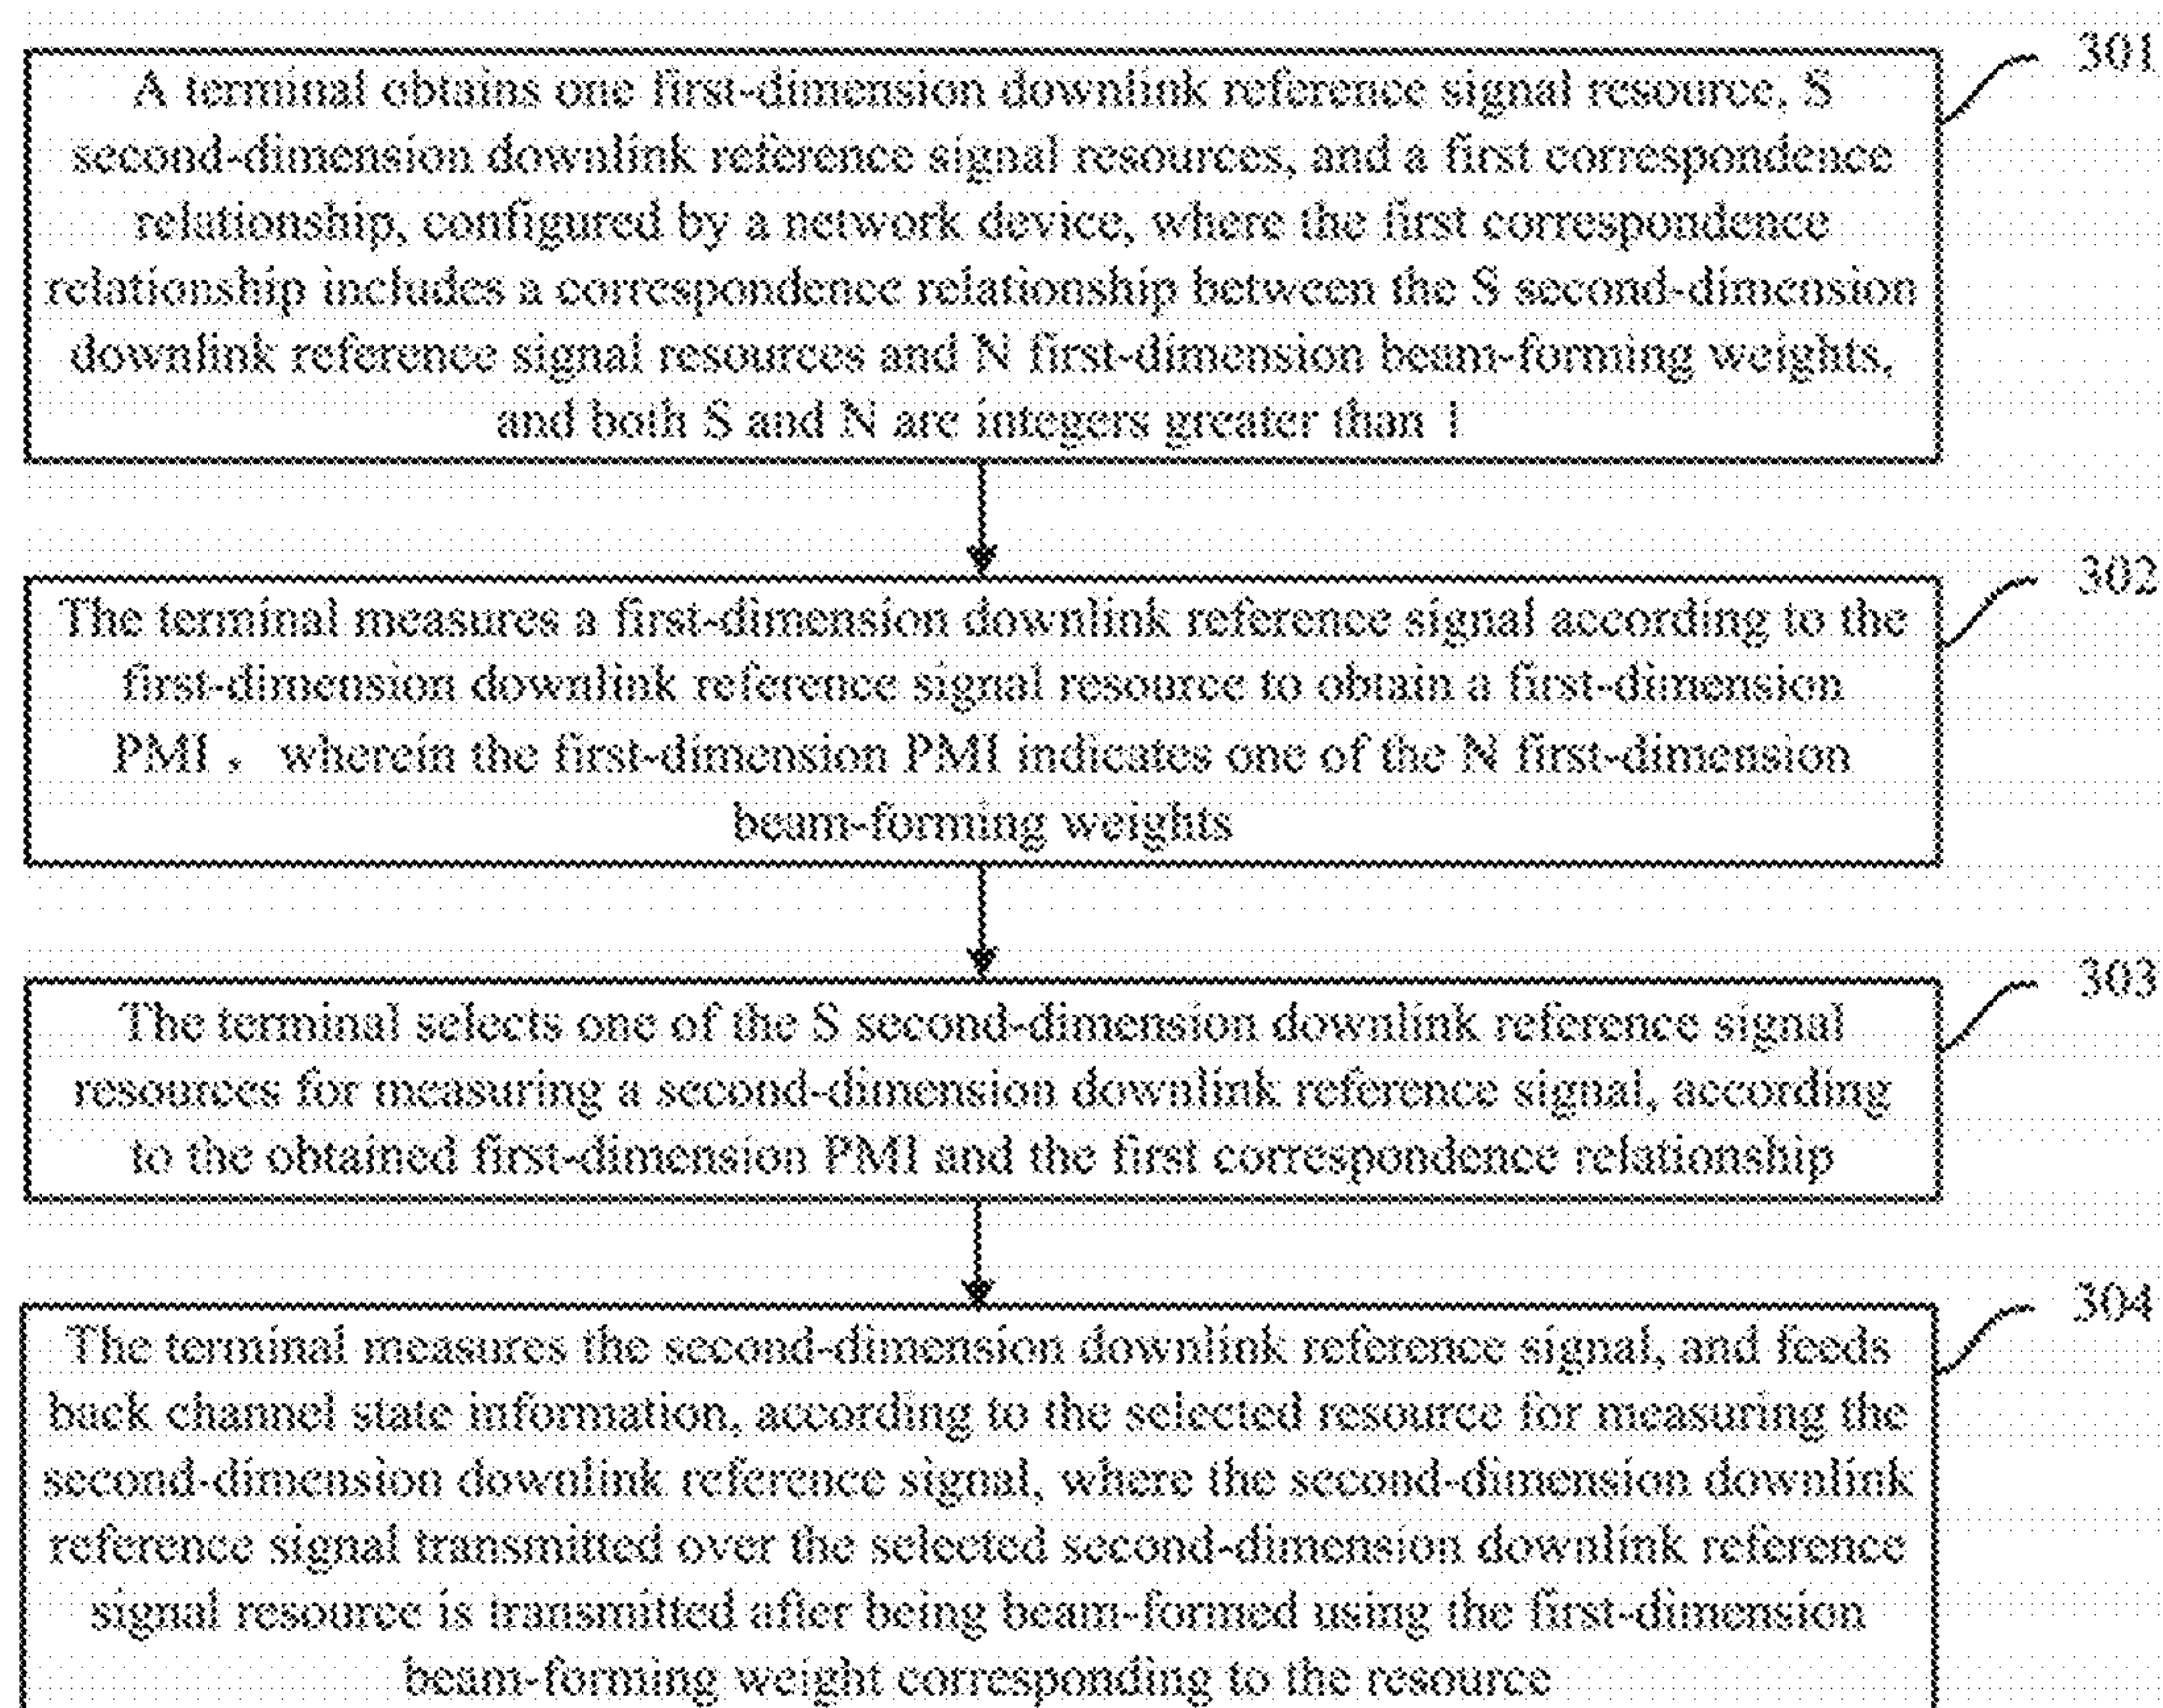 301
A terminal obtains one first-dimension downlink reference signal resource, S
second-dimension downlink reference signal resources, and a first correspondence
relationship, configured by a network device, where the first correspondence
relationship includes a correspondence relationship between the S second-dimension
downlink reference signal resources and N first-dimension beam-forming weights,
and both S and N are integers greater than 1
302
The terminal measures a first-dimension downlink reference signal according to the
first-dimension downlink reference signal resource to obtain a first-dimension
PMI , wherein the first-dimension PMI indicates one of the N first-dimension
beam-forming weights
303
The terminal selects one of the S second-dimension downlink reference signal
resources for measuring a second-dimension downlink reference signal, according
to the obtained first-dimension PMI and the first correspondence relationship
304
The terminal measures the second-dimension downlink reference signal, and feeds
back channel state information, according to the selected resource for measuring the
second-dimension downlink reference signal, where the second-dimension downlink
reference signal transmitted over the selected second-dimension downlink reference
signal resource is transmitted after being beam-formed using the first-dimension
beam-forming weight corresponding to the resource